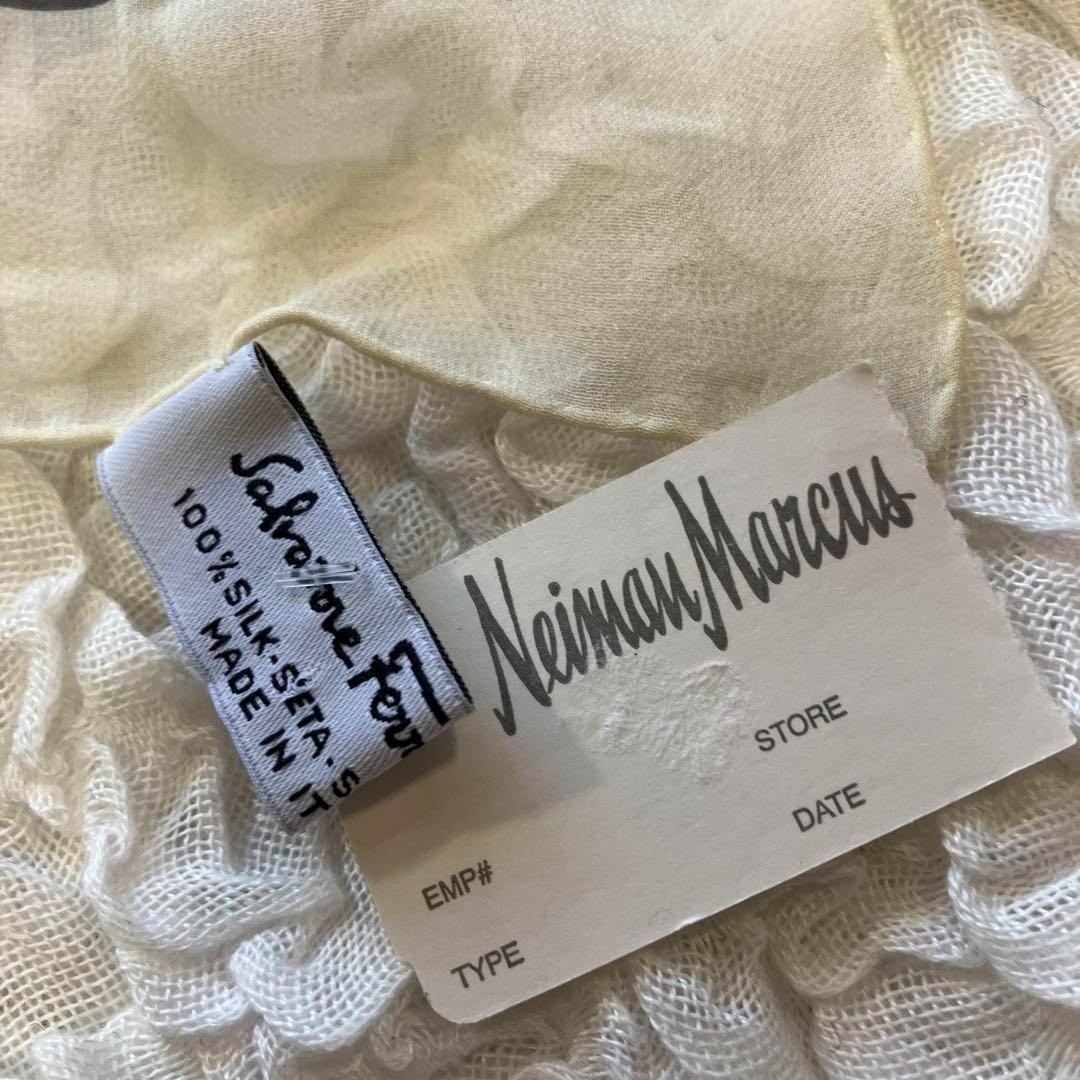 Salvatore Ferr
100% SILK-SETA-S
MADE IN IT
Neiman Marcus
STORE
DATE
EMP#
TYPE